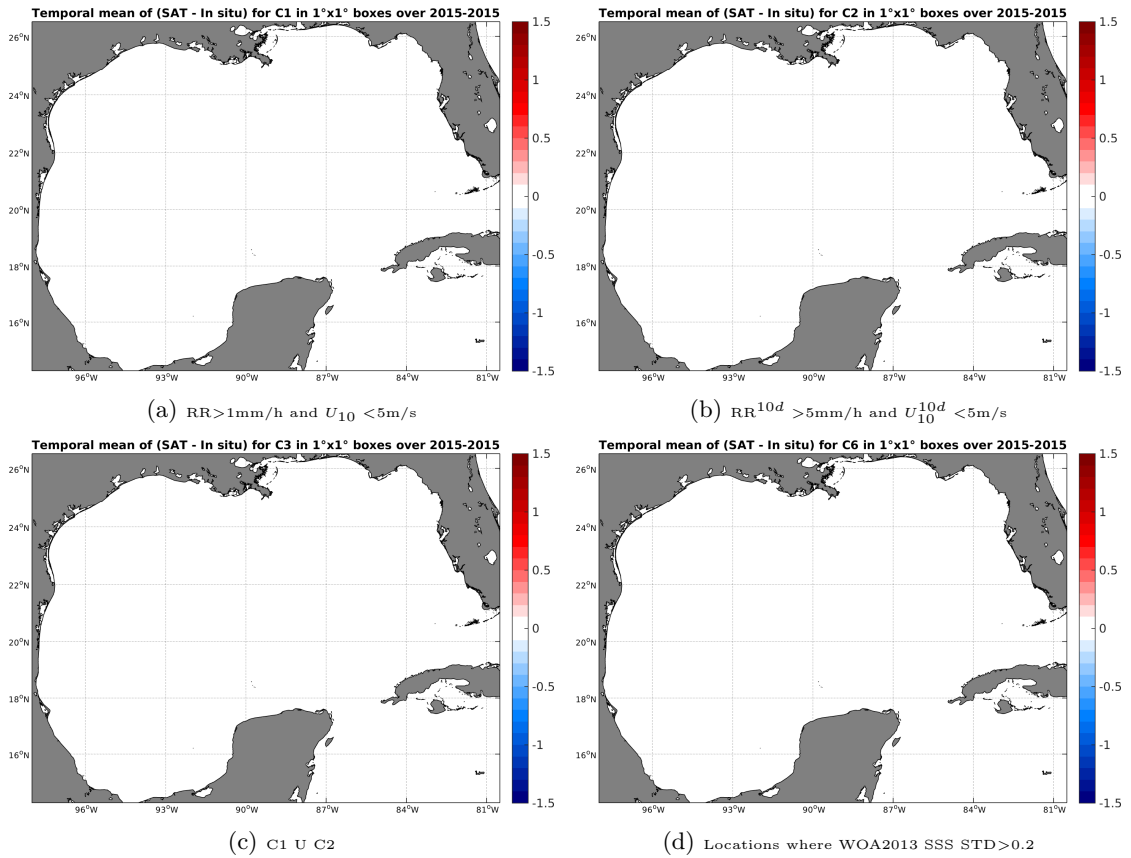 Temporal mean of (SAT - In situ) for C1 in 1°x1° boxes over 2015-2015
26°N
24°N
22°N
20°N
18°N
16°N
96°W 93°W 90°W 87°W 84°W 81°W
1.5
1
0.5
0
-0.5
-1
-1.5
(a) RR>1mm/h and U10 <5m/s
Temporal mean of (SAT - In situ) for C2 in 1°x1° boxes over 2015-2015
26°N
24°N
22°N
20°N
18°N
16°N
96°W 93°W 90°W 87°W 84°W 81°W
1.5
1
0.5
0
-0.5
-1
-1.5
(b) RR10d >5mm/h and U10d10 <5m/s
Temporal mean of (SAT - In situ) for C3 in 1°x1° boxes over 2015-2015
26°N
24°N
22°N
20°N
18°N
16°N
96°W 93°W 90°W 87°W 84°W 81°W
1.5
1
0.5
0
-0.5
-1
-1.5
(c) C1 U C2
Temporal mean of (SAT - In situ) for C6 in 1°x1° boxes over 2015-2015
26°N
24°N
22°N
20°N
18°N
16°N
96°W 93°W 90°W 87°W 84°W 81°W
1.5
1
0.5
0
-0.5
-1
-1.5
(d) Locations where WOA2013 SSS STD>0.2